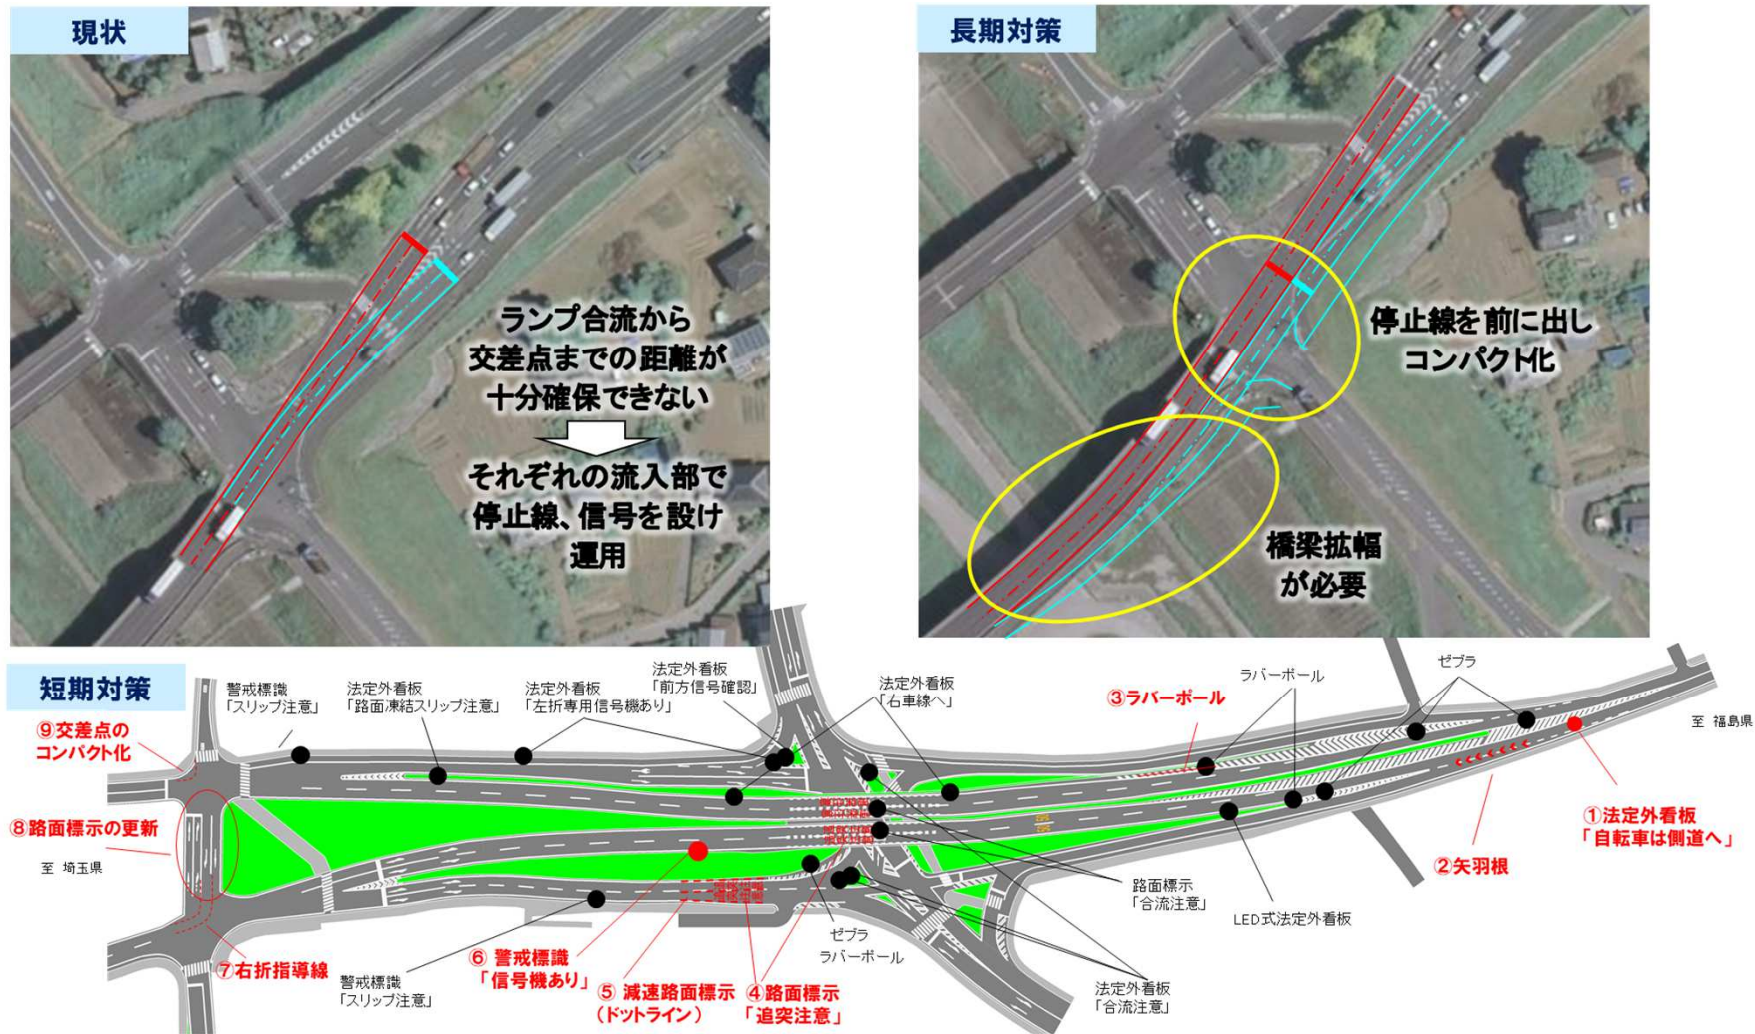 現状
ランプ合流から
交差点までの距離が
十分確保できない
それぞれの流入部で
停止線、信号を設け
運用
長期対策
停止線を前に出し
コンパクト化
橋梁拡幅
が必要
短期対策
警戒標識
「スリップ注意」
法定外看板
「路面凍結スリップ注意」
法定外看板
「左折専用信号機あり」
法定外看板
「前方信号確認」
法定外看板
「右車線へ」
③ラバーポール
ラバーポール
ゼブラ
至 福島県
⑨交差点の
コンパクト化
⑧路面標示の更新
至 埼玉県
①法定外看板
「自転車は側道へ」
②矢羽根
路面標示
「合流注意」
LED式法定外看板
ゼブラ
ラバーポール
⑦右折指導線
警戒標識
「スリップ注意」
⑥ 警戒標識
「信号機あり」
⑤ 減速路面標示
（ドットライン）
④路面標示
「追突注意」
法定外看板
「合流注意」